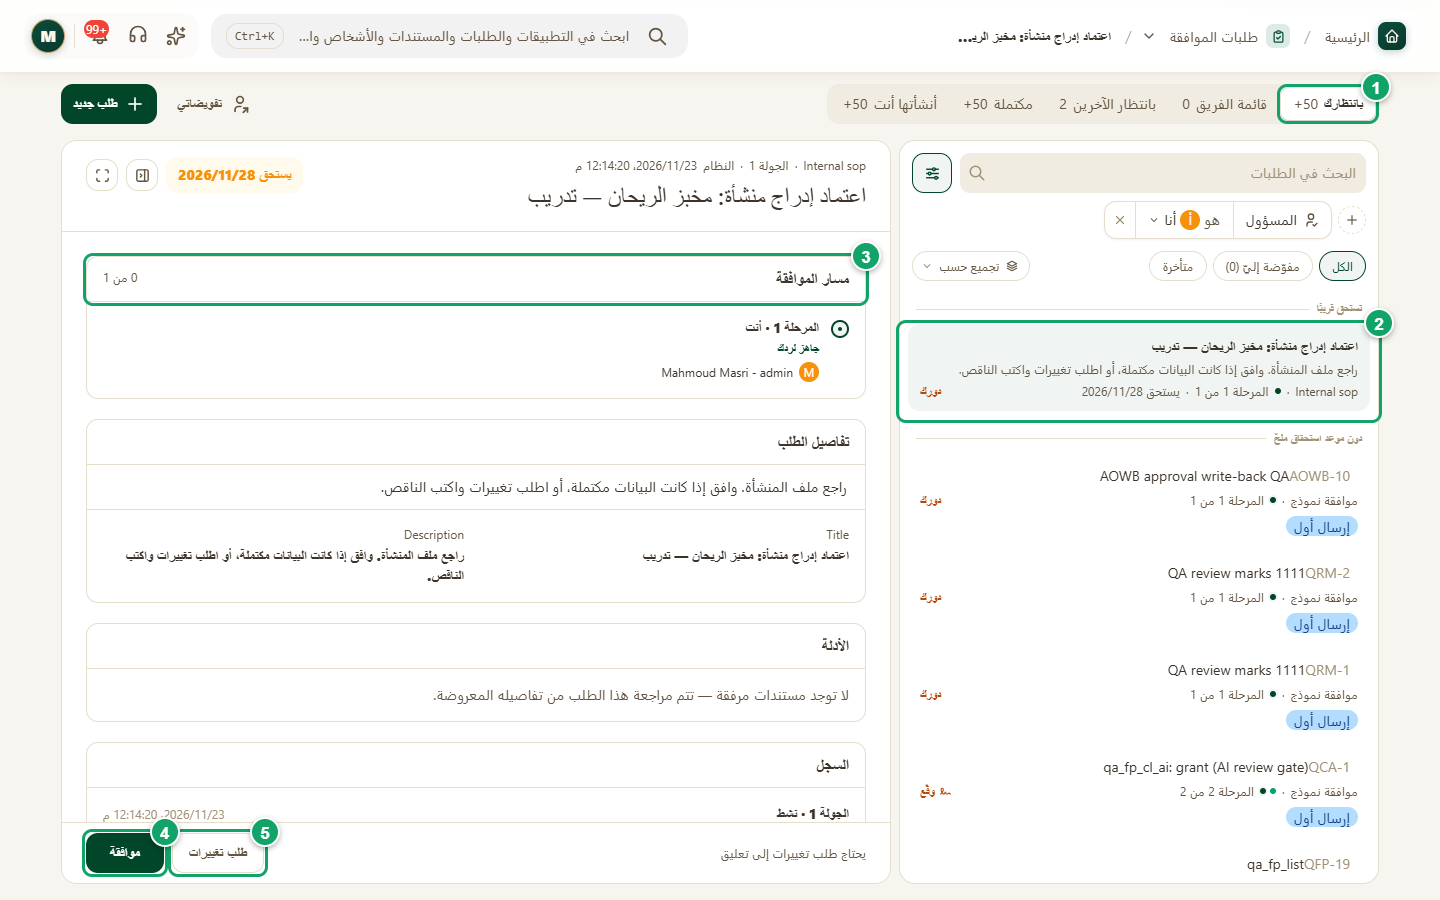 الرئيسية / طلبات الموافقة / اعتماد إدراج منشأة: مخبز الريـ...
ابحث في التطبيقات والطلبات والمستندات والأشخاص وا...
Ctrl+K
99+
M
1
بانتظارك 50+
قائمة الفريق 0
بانتظار الآخرين 2
مكتملة 50+
أنشأتها أنت 50+
تفويضاتي
طلب جديد
البحث في الطلبات
المسؤول
هو
أ أنا
الكل
مفوّضة إليّ (0)
متأخرة
تجميع حسب
تستحق قريبًا
2
اعتماد إدراج منشأة: مخبز الريحان — تدريب
راجع ملف المنشأة. وافق إذا كانت البيانات مكتملة، أو اطلب تغييرات واكتب الناقص.
Internal sop · المرحلة 1 من 1 · يستحق 2026/11/28
دورك
دون موعد استحقاق ملحّ
AOWB approval write-back QAAOWB-10
موافقة نموذج · المرحلة 1 من 1
دورك
إرسال أول
QA review marks 1111QRM-2
موافقة نموذج · المرحلة 1 من 1
دورك
إرسال أول
QA review marks 1111QRM-1
موافقة نموذج · المرحلة 1 من 1
دورك
إرسال أول
qa_fp_cl_ai: grant (AI review gate)QCA-1
موافقة نموذج · المرحلة 2 من 2
وقّع
إرسال أول
qa_fp_listQFP-19
Internal sop · الجولة 1 · النظام 2026/11/23، 12:14:20 م
اعتماد إدراج منشأة: مخبز الريحان — تدريب
يستحق 2026/11/28
3
مسار الموافقة
0 من 1
المرحلة 1 · أنت
جاهز لردك
M Mahmoud Masri - admin
تفاصيل الطلب
راجع ملف المنشأة. وافق إذا كانت البيانات مكتملة، أو اطلب تغييرات واكتب الناقص.
Title
اعتماد إدراج منشأة: مخبز الريحان — تدريب
Description
راجع ملف المنشأة. وافق إذا كانت البيانات مكتملة، أو اطلب تغييرات واكتب
الناقص.
الأدلة
لا توجد مستندات مرفقة — تتم مراجعة هذا الطلب من تفاصيله المعروضة.
السجل
الجولة 1 · نشط
2026/11/23، 12:14:20 م
يحتاج طلب تغييرات إلى تعليق
5
طلب تغييرات
4
موافقة